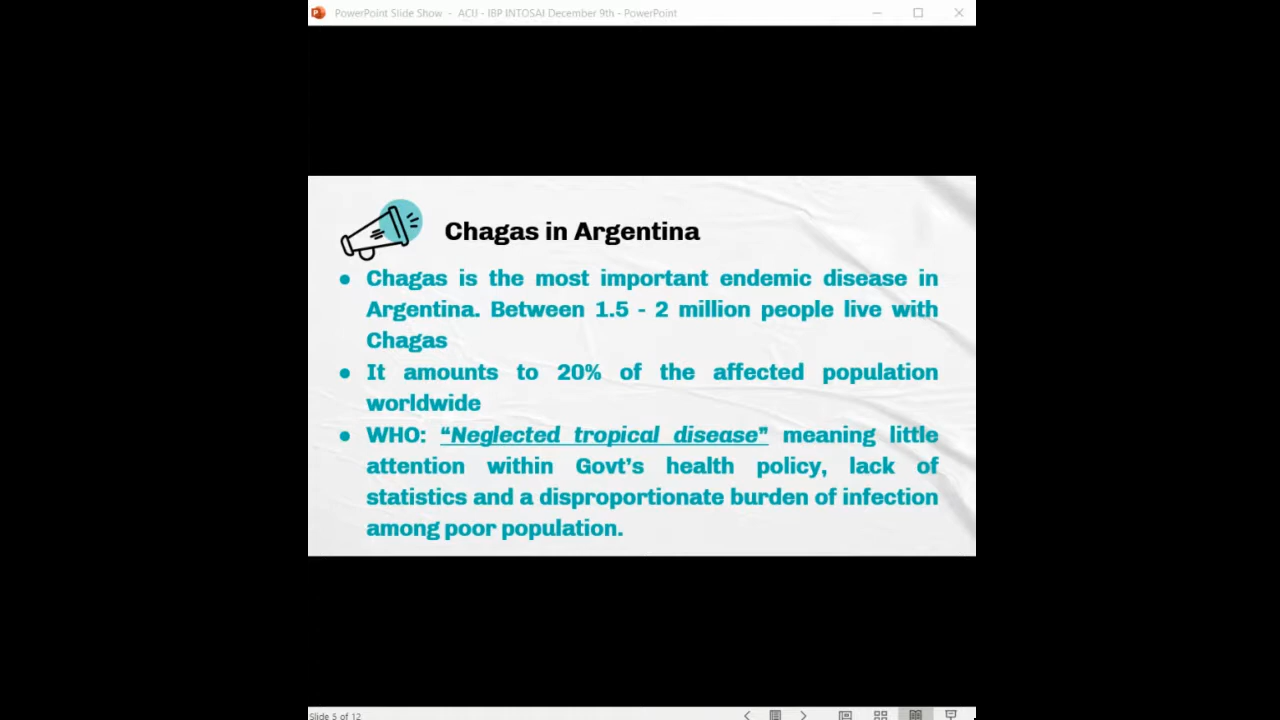 PowerPoint Slide Show - ACIJ - IBP INTOSAI December 9th - PowerPoint
Chagas in Argentina
● Chagas is the most important endemic disease in
Argentina. Between 1.5 - 2 million people live with
Chagas
● It amounts to 20% of the affected population
worldwide
● WHO: “Neglected tropical disease” meaning little
attention within Govt’s health policy, lack of
statistics and a disproportionate burden of infection
among poor population.
Slide 5 of 12